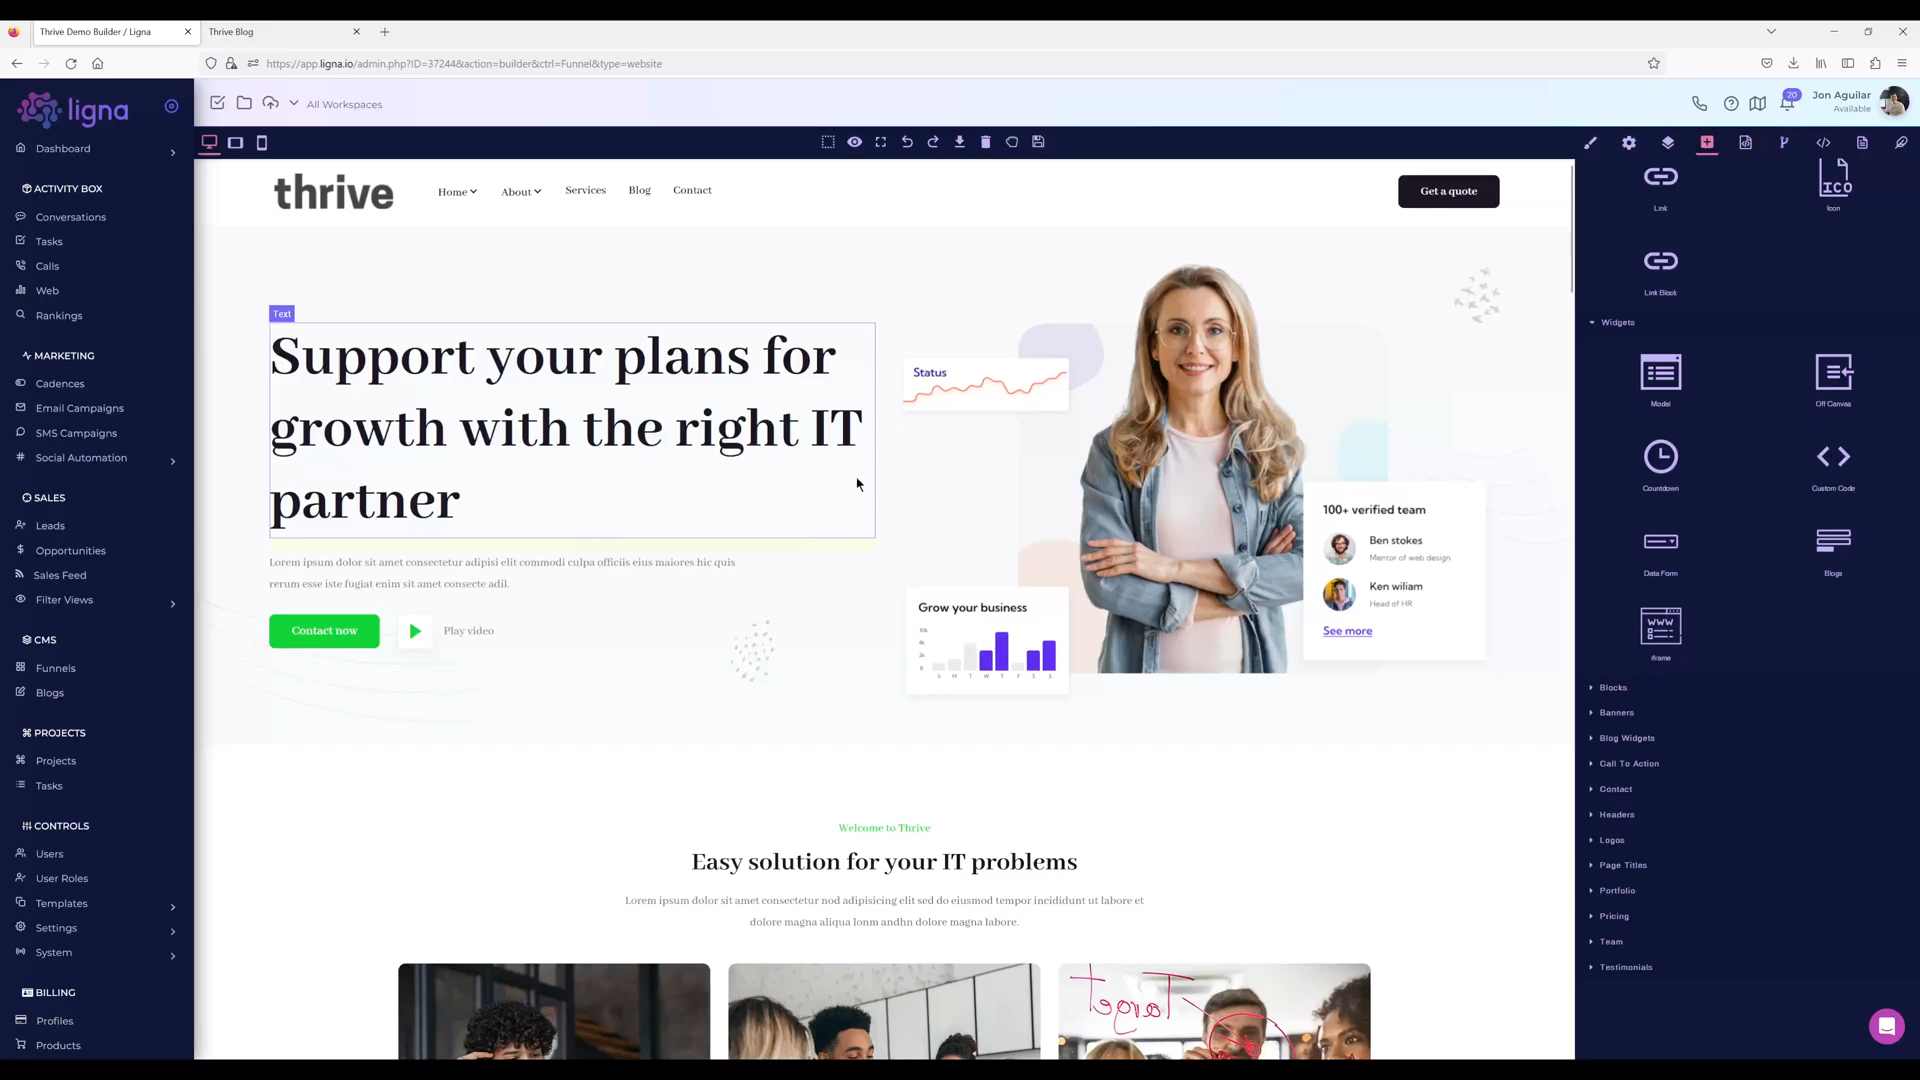 Thrive Demo Builder / Ligna
Thrive Blog
https://app.ligna.io/admin.php?ID=37244&action=builder&ctrl=Funnel&type=website
ligna
All Workspaces
20
Jon Aguilar
Available
Dashboard
ACTIVITY BOX
Conversations
Tasks
Calls
Web
Rankings
MARKETING
Cadences
Email Campaigns
SMS Campaigns
Social Automation
SALES
Leads
Opportunities
Sales Feed
Filter Views
CMS
Funnels
Blogs
PROJECTS
Projects
Tasks
CONTROLS
Users
User Roles
Templates
Settings
System
BILLING
Profiles
Products
thrive
Home
About
Services
Blog
Contact
Get a quote
Text
Support your plans for
growth with the right IT
partner
Lorem ipsum dolor sit amet consectetur adipisi elit commodi culpa officiis eius maiores hic quis
rerum esse iste fugiat enim sit amet consecte adil.
Contact now
Play video
Status
Grow your business
S M T W T F S S
100+ verified team
Ben stokes
Mentor of web design
Ken wiliam
Head of HR
See more
Welcome to Thrive
Easy solution for your IT problems
Lorem ipsum dolor sit amet consectetur nod adipisicing elit sed do eiusmod tempor incididunt ut labore et
dolore magna aliqua lonm andhn dolore magna labore.
Link
ICO
Icon
Link Block
Widgets
Modal
Off Canvas
Countdown
Custom Code
Data Form
Blogs
WWW
Iframe
Blocks
Banners
Blog Widgets
Call To Action
Contact
Headers
Logos
Page Titles
Portfolio
Pricing
Team
Testimonials